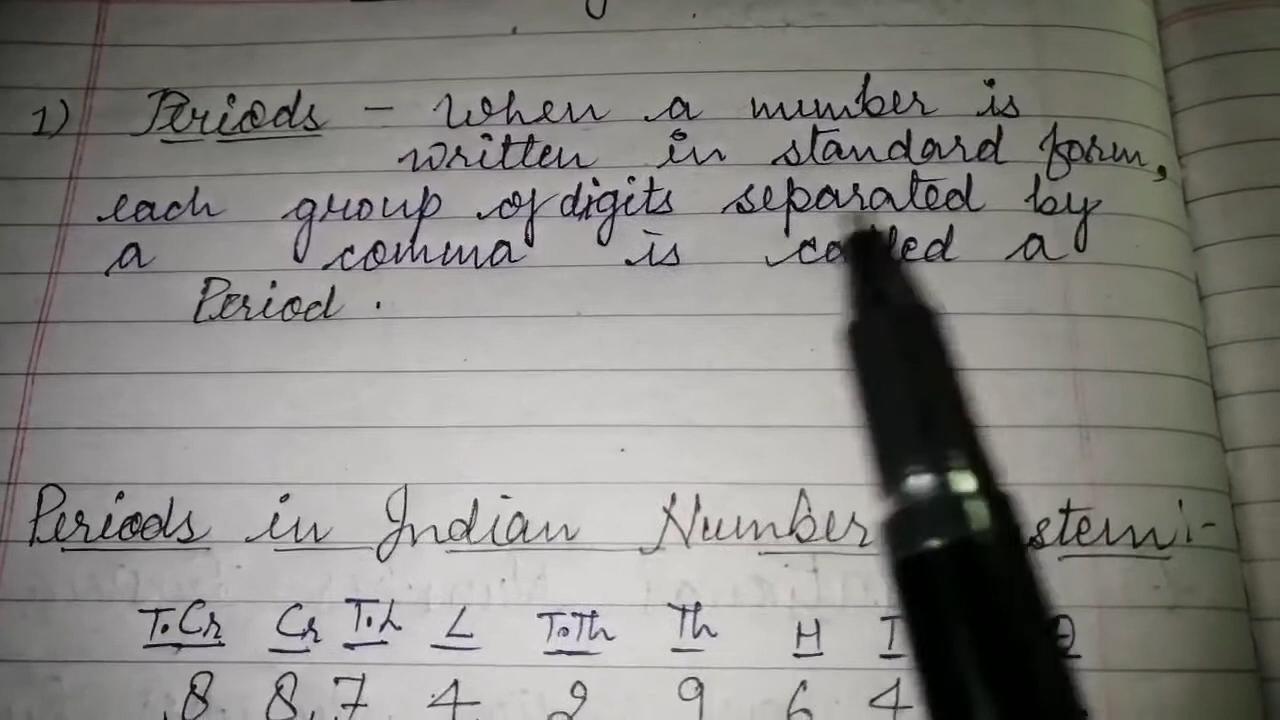 1) Periods - When a number is
written in standard form,
each group of digits separated by
a comma is called a
Period.
Periods in Indian Number stem:-
T.Cr Cr T.L L T.Th Th H T O
8 8, 7 4 2 9 6 4